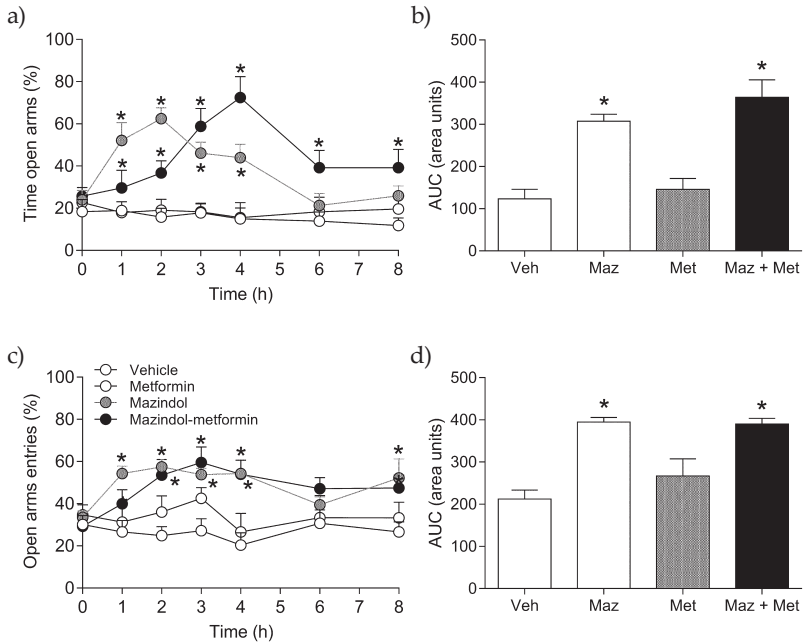 a)
Time open arms (%)
100
80
60
40
20
0
* * * * * *
* * * *
0 1 2 3 4 5 6 7 8
Time (h)
b)
AUC (area units)
500
400
300
200
100
0
* *
Veh Maz Met Maz + Met
c)
Open arms entries (%)
Vehicle
Metformin
Mazindol
Mazindol-metformin
100
80
60
40
20
0
* * * * *
* * *
0 1 2 3 4 5 6 7 8
Time (h)
d)
AUC (area units)
500
400
300
200
100
0
* *
Veh Maz Met Maz + Met